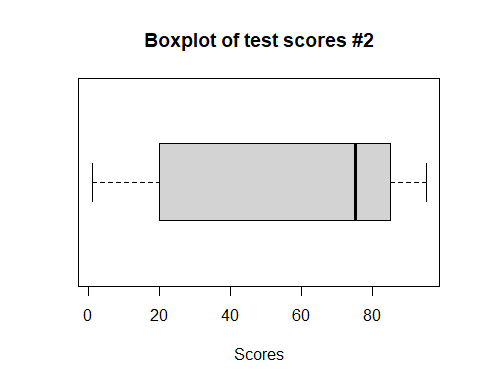 Boxplot of test scores #2
0 20 40 60 80
Scores